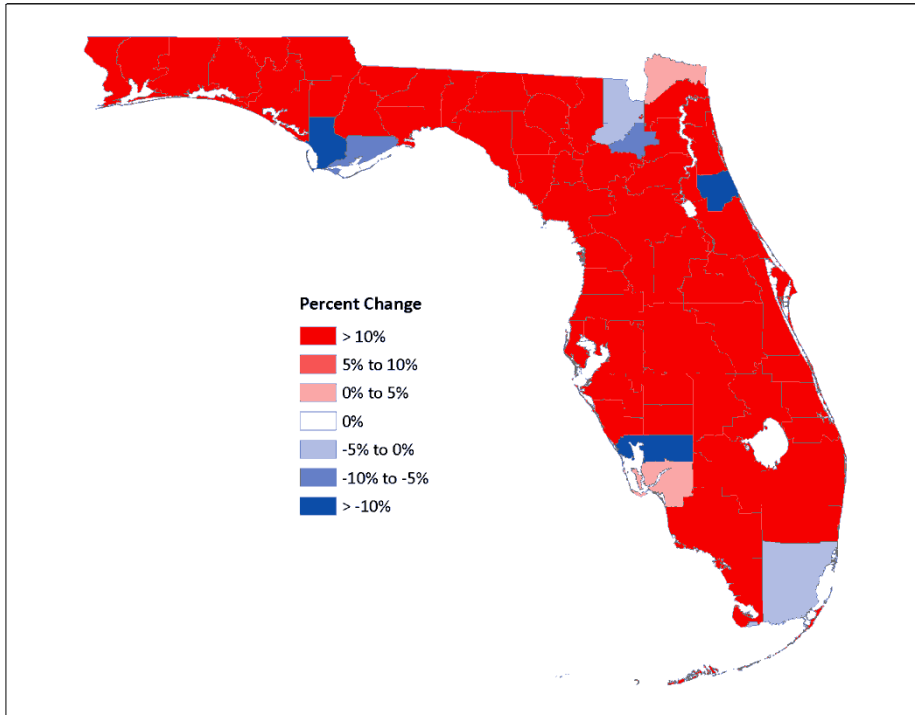 Percent Change
> 10%
5% to 10%
0% to 5%
0%
-5% to 0%
-10% to -5%
> -10%